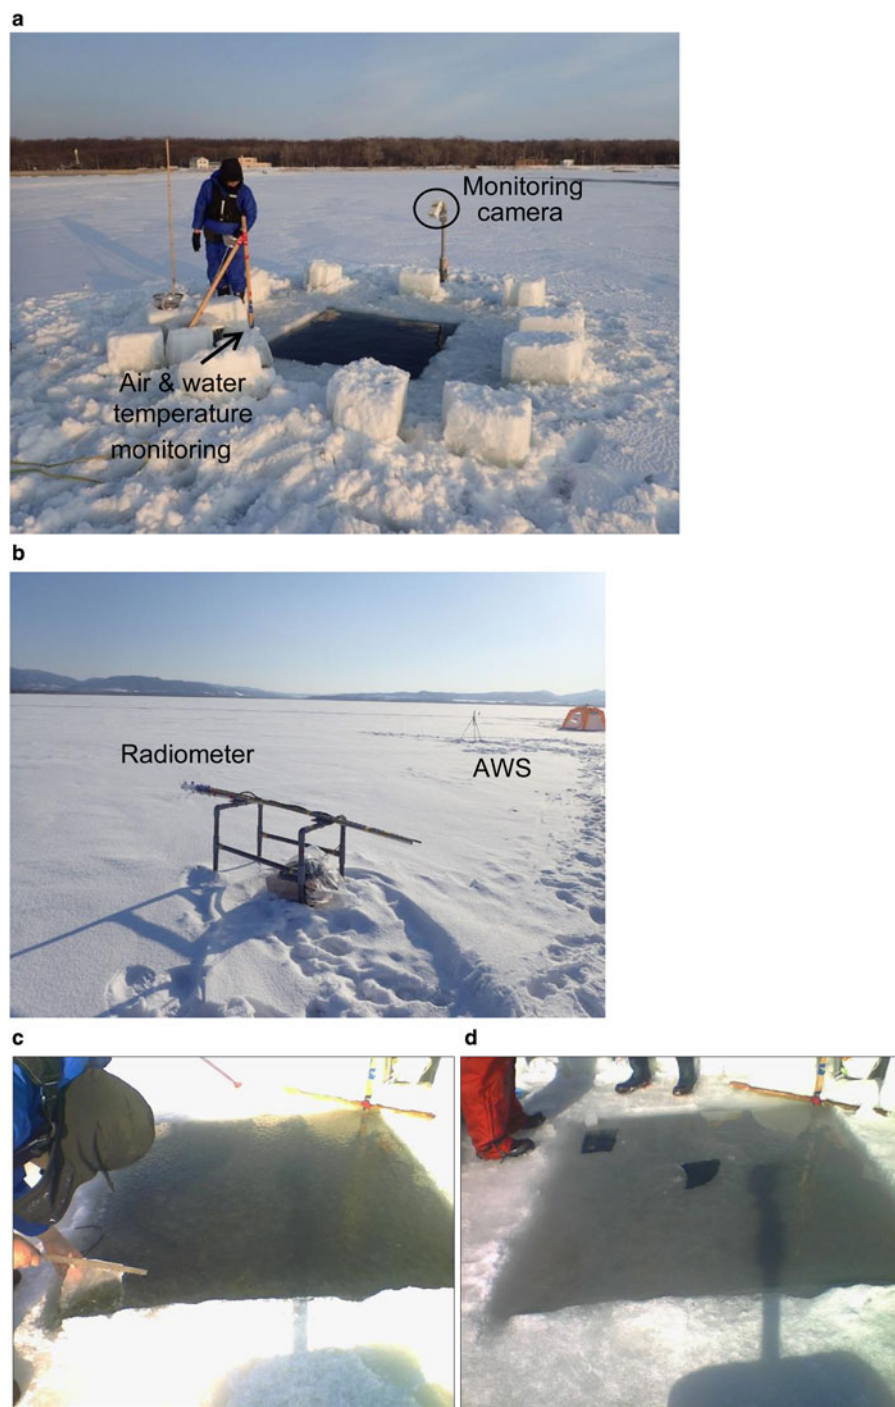 a
Monitoring
camera
Air & water
temperature
monitoring
b
Radiometer
AWS
c
d